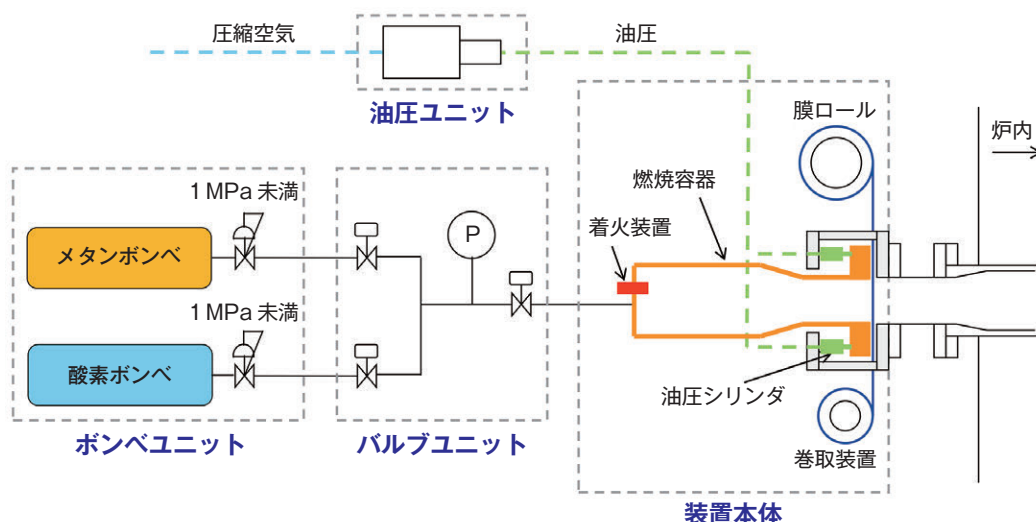 圧縮空気
油圧
油圧ユニット
膜ロール
炉内
燃焼容器
着火装置
1 MPa 未満
メタンボンベ
P
1 MPa 未満
酸素ボンベ
油圧シリンダ
ボンベユニット
バルブユニット
巻取装置
装置本体